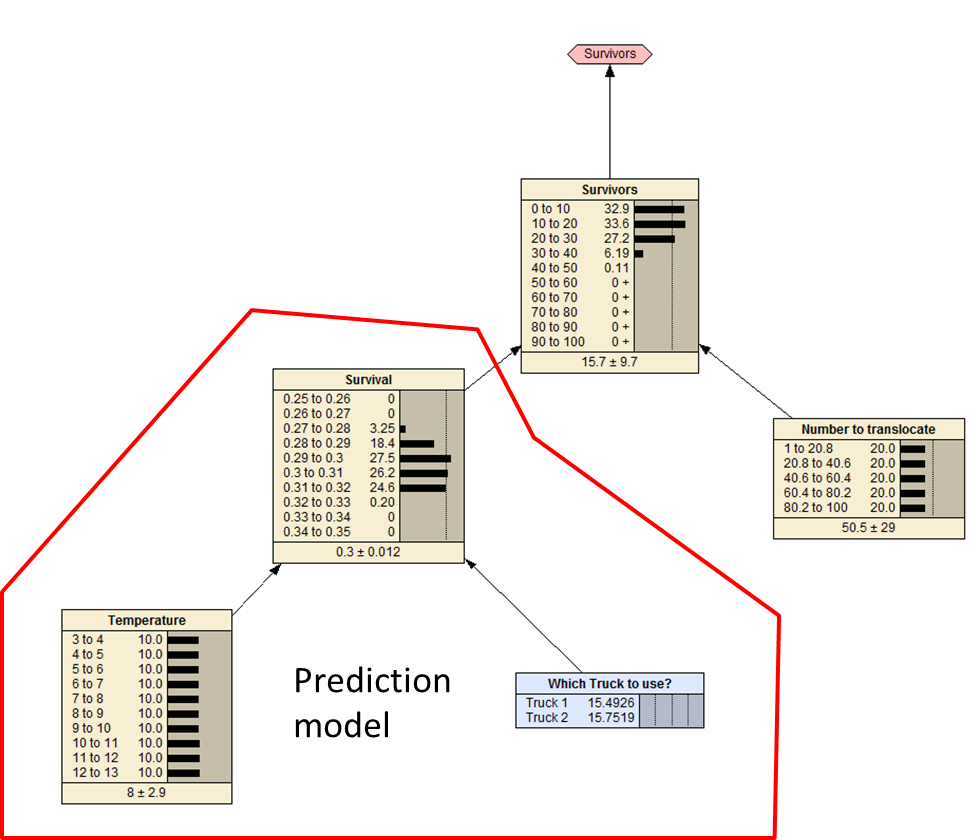 Survivors
Survivors
0 to 10 32.9
10 to 20 33.6
20 to 30 27.2
30 to 40 6.19
40 to 50 0.11
50 to 60 0 +
60 to 70 0 +
70 to 80 0 +
80 to 90 0 +
90 to 100 0 +
15.7 ± 9.7
Survival
0.25 to 0.26 0
0.26 to 0.27 0
0.27 to 0.28 3.25
0.28 to 0.29 18.4
0.29 to 0.3 27.5
0.3 to 0.31 26.2
0.31 to 0.32 24.6
0.32 to 0.33 0.20
0.33 to 0.34 0
0.34 to 0.35 0
0.3 ± 0.012
Number to translocate
1 to 20.8 20.0
20.8 to 40.6 20.0
40.6 to 60.4 20.0
60.4 to 80.2 20.0
80.2 to 100 20.0
50.5 ± 29
Temperature
3 to 4 10.0
4 to 5 10.0
5 to 6 10.0
6 to 7 10.0
7 to 8 10.0
8 to 9 10.0
9 to 10 10.0
10 to 11 10.0
11 to 12 10.0
12 to 13 10.0
8 ± 2.9
Prediction
model
Which Truck to use?
Truck 1 15.4926
Truck 2 15.7519